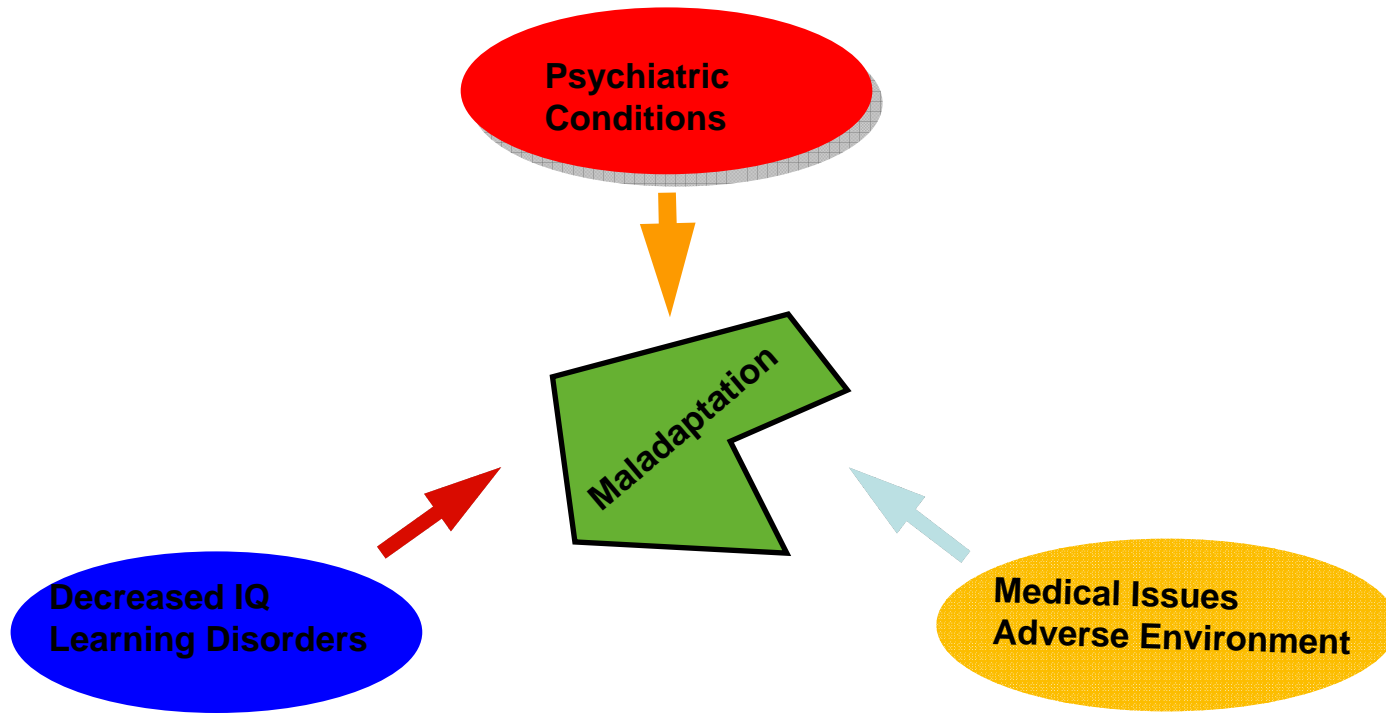 Psychiatric
Conditions
Maladaptation
Decreased IQ
Learning Disorders
Medical Issues
Adverse Environment